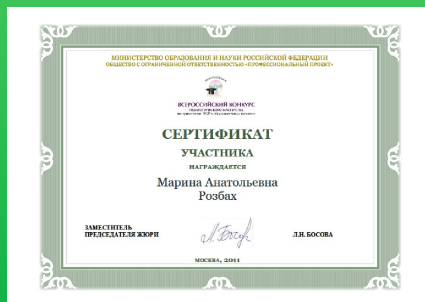 МИНИСТЕРСТВО ОБРАЗОВАНИЯ И НАУКИ РОССИЙСКОЙ ФЕДЕРАЦИИ
ОБЩЕСТВО С ОГРАНИЧЕННОЙ ОТВЕТСТВЕННОСТЬЮ «ПРОФЕССИОНАЛЬНЫЙ ПРОЕКТ»
ВСЕРОССИЙСКИЙ КОНКУРС
СЕРТИФИКАТ
УЧАСТНИКА
НАГРАЖДАЕТСЯ
Марина Анатольевна
Розбах
ЗАМЕСТИТЕЛЬ
ПРЕДСЕДАТЕЛЯ ЖЮРИ
Л.Н. БОСОВА
МОСКВА, 2011